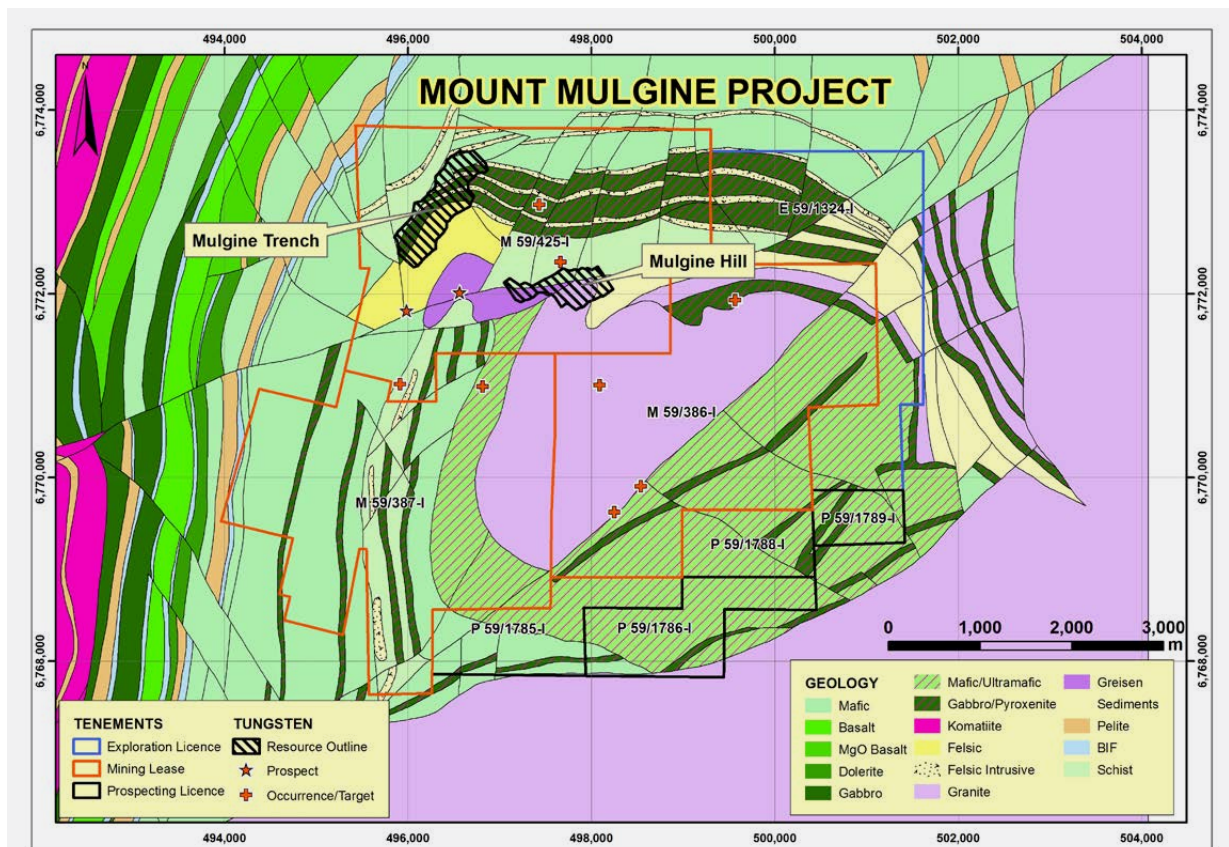 494,000 496,000 498,000 500,000 502,000 504,000
MOUNT MULGINE PROJECT
N
6,774,000
6,774,000
E 59/1324-I
Mulgine Trench
M 59/425-I
Mulgine Hill
6,772,000
6,772,000
M 59/386-I
6,770,000
6,770,000
M 59/387-I
P 59/1789-I
P 59/1788-I
P 59/1785-I
P 59/1786-I
0 1,000 2,000 3,000
m
6,768,000
6,768,000
TENEMENTS
Exploration Licence
Mining Lease
Prospecting Licence
TUNGSTEN
Resource Outline
Prospect
Occurrence/Target
GEOLOGY
Mafic
Basalt
MgO Basalt
Dolerite
Gabbro
Mafic/Ultramafic
Gabbro/Pyroxenite
Komatiite
Felsic
Felsic Intrusive
Granite
Greisen
Sediments
Pelite
BIF
Schist
494,000 496,000 498,000 500,000 502,000 504,000